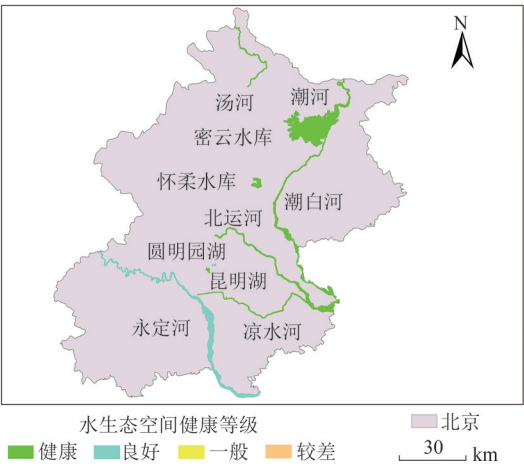 N
汤河
潮河
密云水库
怀柔水库
潮白河
北运河
圆明园湖
昆明湖
永定河
凉水河
水生态空间健康等级
北京
健康
良好
一般
较差
30
km